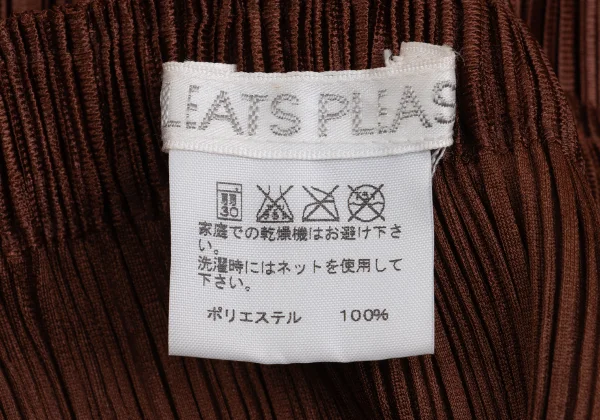 LEATS PLEAS
30
家庭での乾燥機はお避け下さ
い。
洗濯時にはネットを使用して
下さい。
ポリエステル 100%